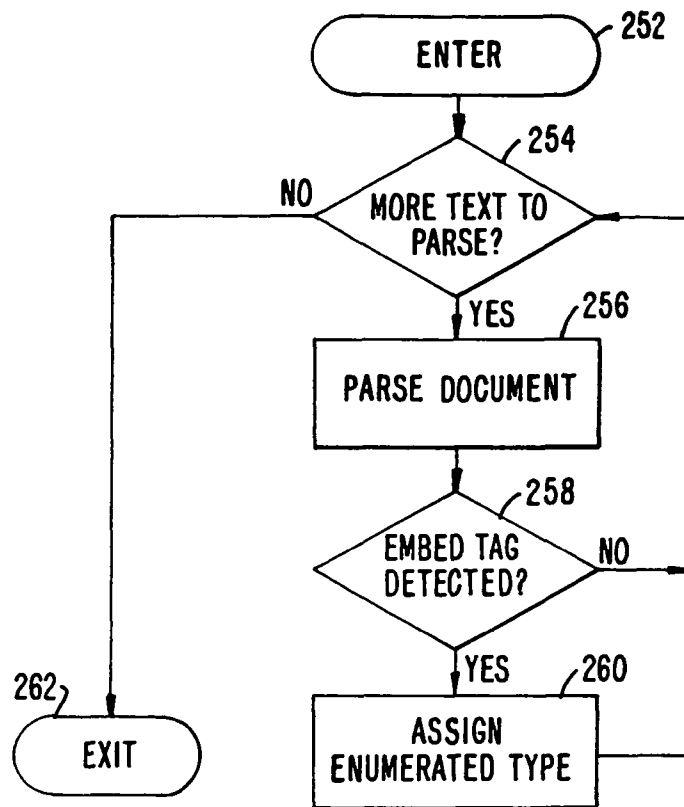 252
ENTER
254
NO
MORE TEXT TO
PARSE?
YES
256
PARSE DOCUMENT
258
EMBED TAG
DETECTED?
NO
YES
260
262
EXIT
ASSIGN
ENUMERATED TYPE